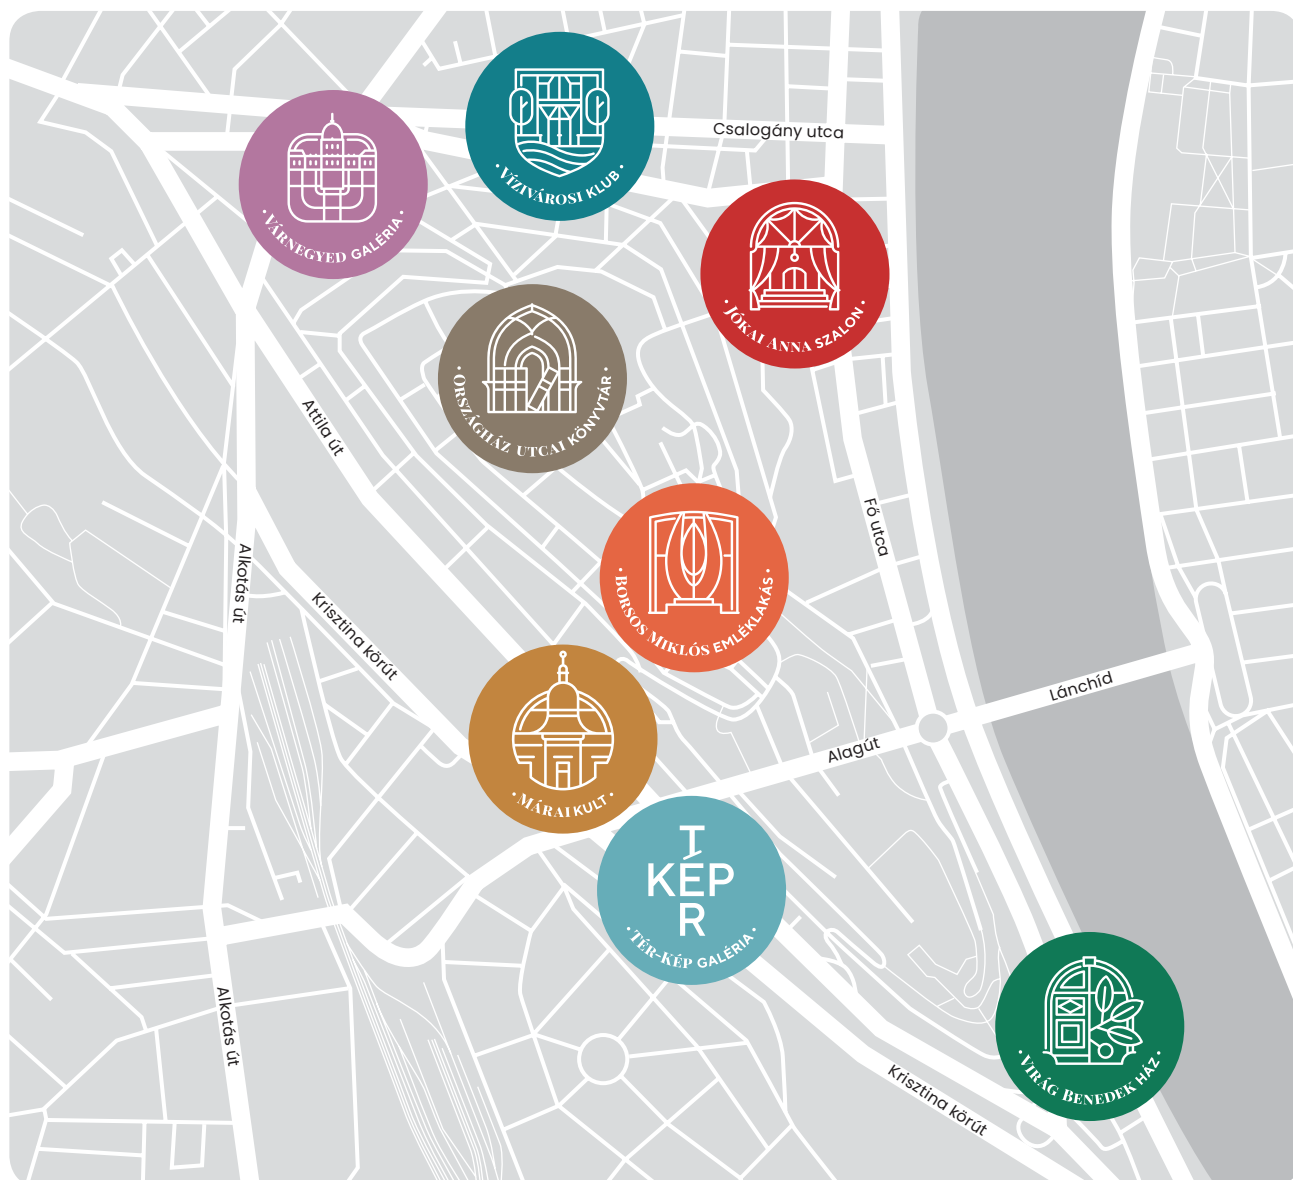 Csalogány utca
· VÍZIVÁROSI KLUB ·
· VÁRNEGYED GALÉRIA ·
· JÓKAI ANNA SZALON ·
· ORSZÁGHÁZ UTCAI KÖNYVTÁR ·
Attila út
Fő utca
Alkotás út
· BORSOS MIKLÓS EMLÉKLAKÁS ·
Krisztina körút
Lánchíd
Alagút
· MÁRAI KULT ·
T
KÉP
R
· TÉR-KÉP GALÉRIA ·
Alkotás út
· VIRÁG BENEDEK HÁZ ·
Krisztina körút